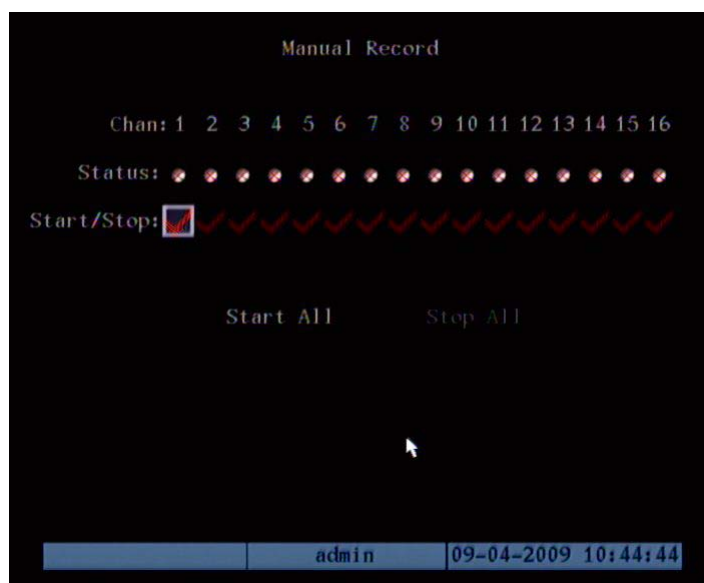 Manual Record
Chan: 1 2 3 4 5 6 7 8 9 10 11 12 13 14 15 16
Status:
Start/Stop:
Start All Stop All
admin 09-04-2009 10:44:44